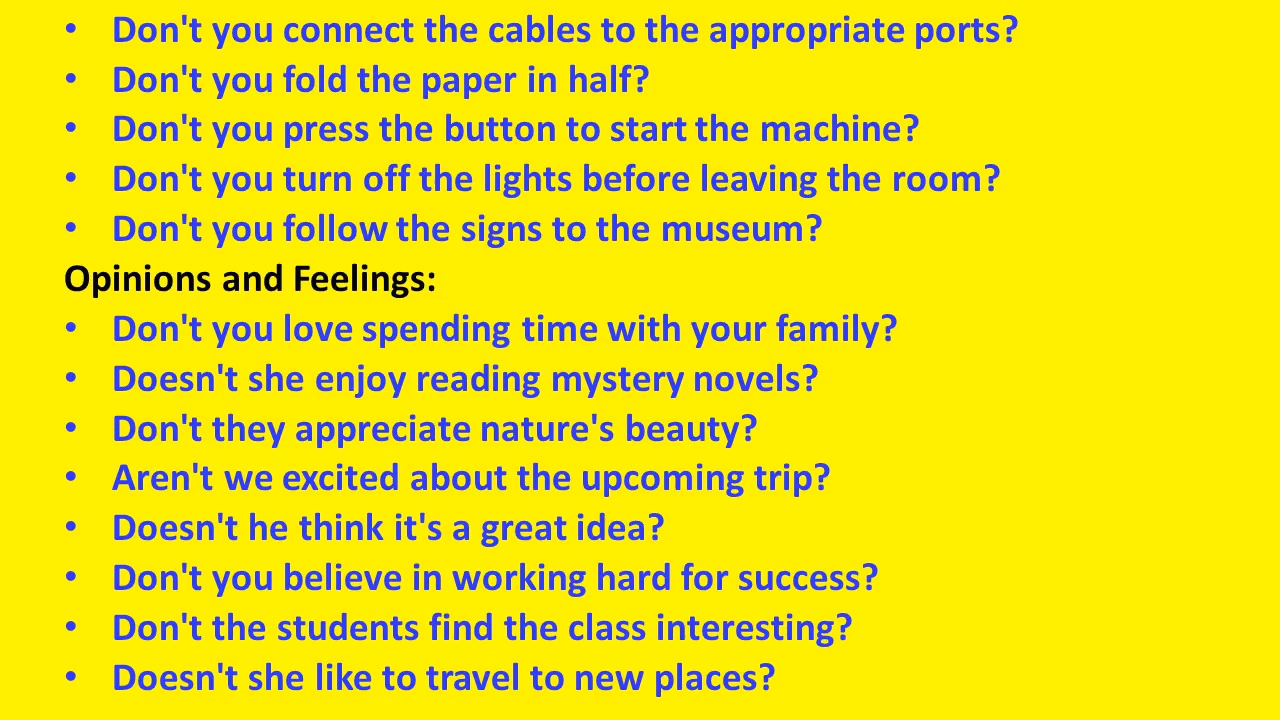 • Don't you connect the cables to the appropriate ports?
• Don't you fold the paper in half?
• Don't you press the button to start the machine?
• Don't you turn off the lights before leaving the room?
• Don't you follow the signs to the museum?
Opinions and Feelings:
• Don't you love spending time with your family?
• Doesn't she enjoy reading mystery novels?
• Don't they appreciate nature's beauty?
• Aren't we excited about the upcoming trip?
• Doesn't he think it's a great idea?
• Don't you believe in working hard for success?
• Don't the students find the class interesting?
• Doesn't she like to travel to new places?